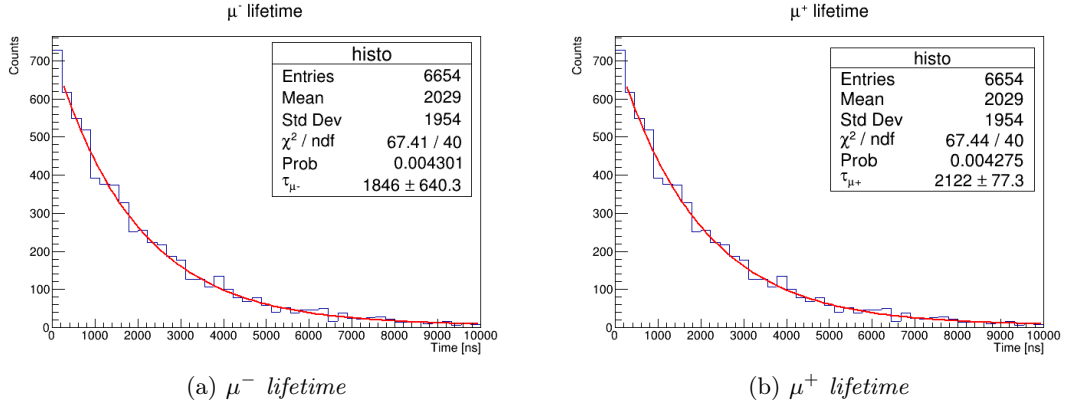 μ⁻ lifetime
Counts
700
600
500
400
300
200
100
0
histo
Entries 6654
Mean 2029
Std Dev 1954
χ² / ndf 67.41 / 40
Prob 0.004301
τμ- 1846 ± 640.3
0 1000 2000 3000 4000 5000 6000 7000 8000 9000 10000
Time [ns]
(a) μ⁻ lifetime
μ⁺ lifetime
Counts
700
600
500
400
300
200
100
0
histo
Entries 6654
Mean 2029
Std Dev 1954
χ² / ndf 67.44 / 40
Prob 0.004275
τμ+ 2122 ± 77.3
0 1000 2000 3000 4000 5000 6000 7000 8000 9000 10000
Time [ns]
(b) μ⁺ lifetime